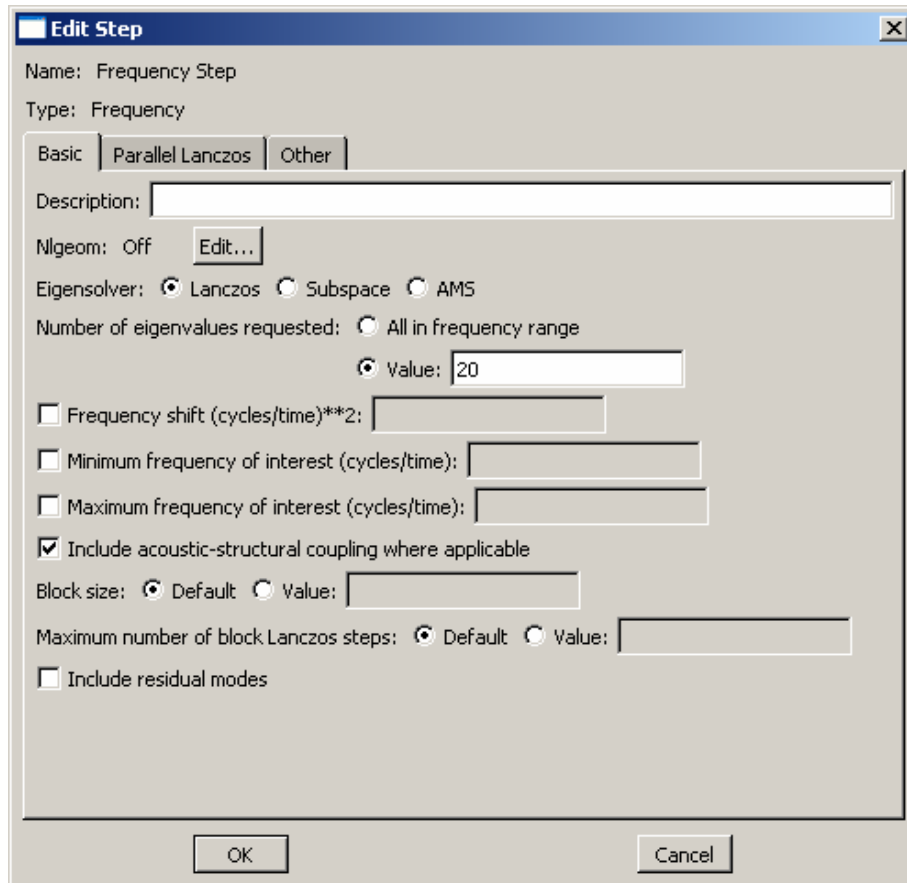 Edit Step
Name: Frequency Step
Type: Frequency
Basic Parallel Lanczos Other
Description:
Nlgeom: Off Edit...
Eigensolver: Lanczos Subspace AMS
Number of eigenvalues requested: All in frequency range
Value: 20
Frequency shift (cycles/time)**2:
Minimum frequency of interest (cycles/time):
Maximum frequency of interest (cycles/time):
Include acoustic-structural coupling where applicable
Block size: Default Value:
Maximum number of block Lanczos steps: Default Value:
Include residual modes
OK Cancel